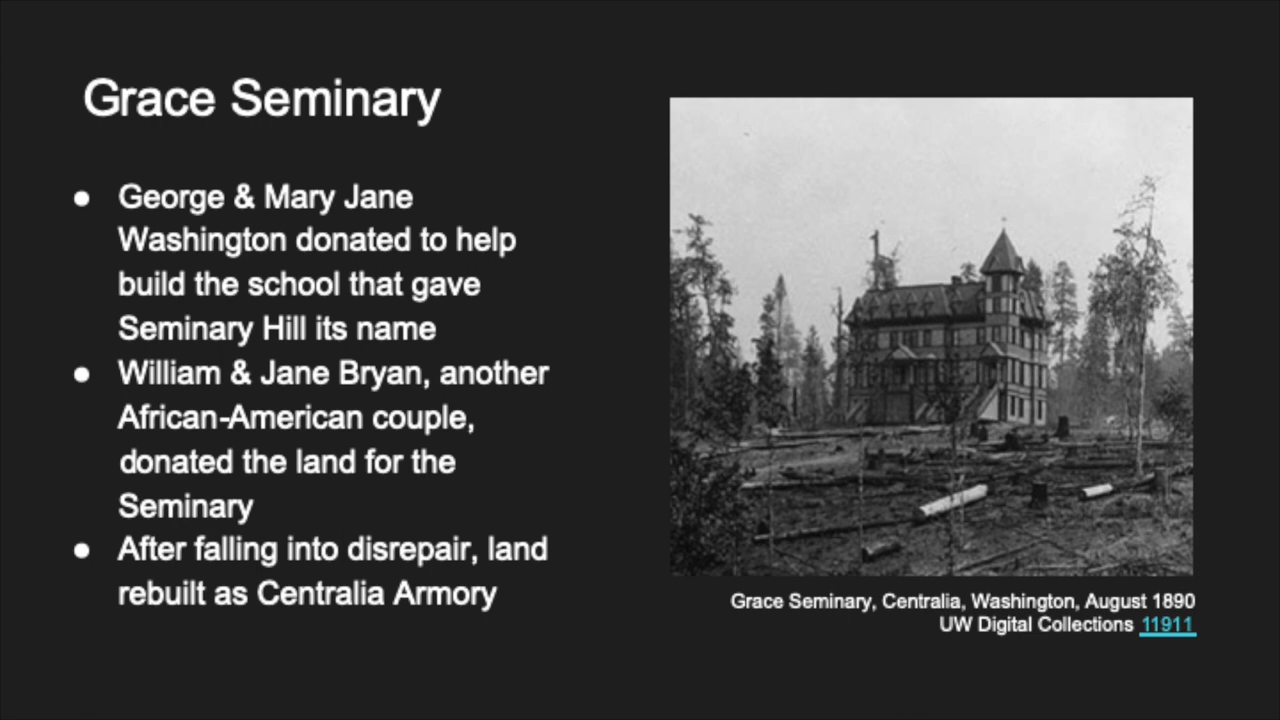 Grace Seminary
● George & Mary Jane
Washington donated to help
build the school that gave
Seminary Hill its name
● William & Jane Bryan, another
African-American couple,
donated the land for the
Seminary
● After falling into disrepair, land
rebuilt as Centralia Armory
Grace Seminary, Centralia, Washington, August 1890
UW Digital Collections 11911